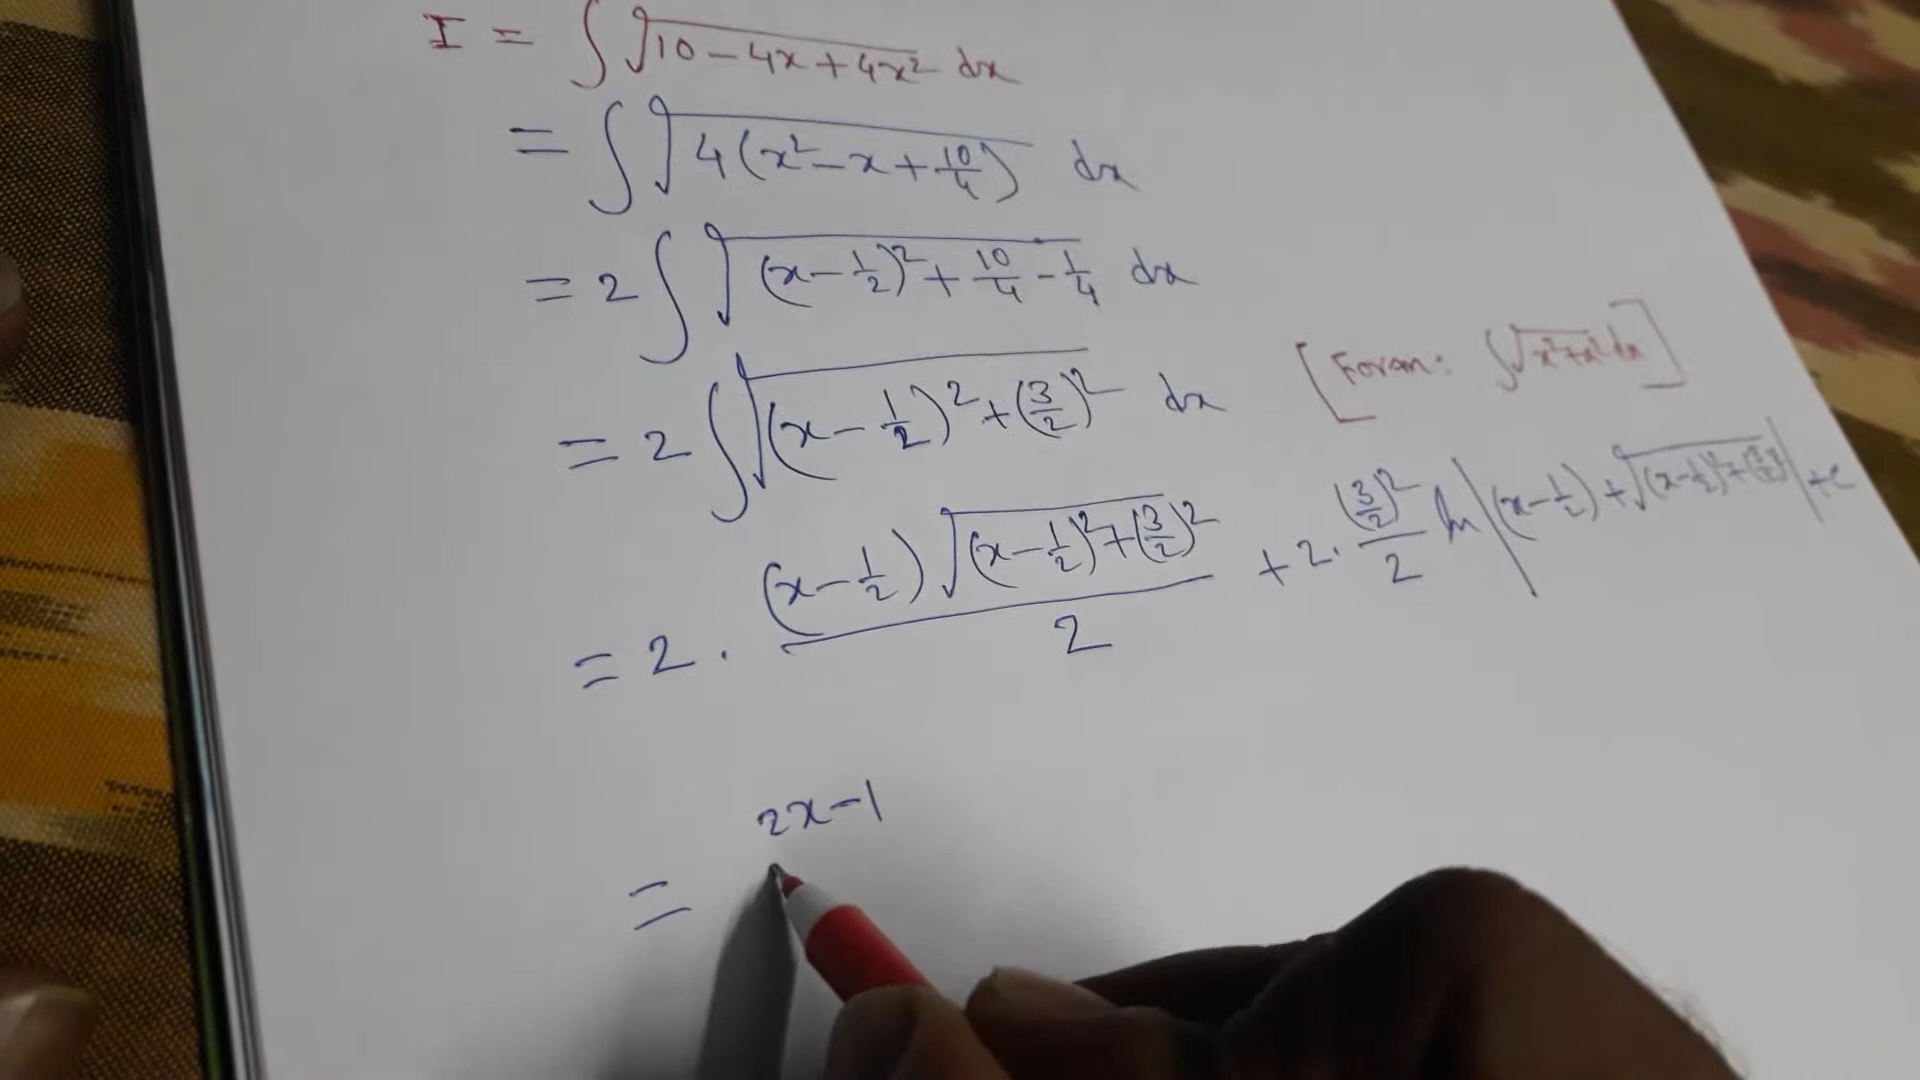 I = ∫√(10 - 4x + 4x²) dx
= ∫√(4(x² - x + 10/4)) dx
= 2 ∫√((x - 1/2)² + 10/4 - 1/4) dx
= 2 ∫√((x - 1/2)² + (3/2)²) dx [Foram: ∫√(x²+a²) dx]
= 2 · (x - 1/2)√((x - 1/2)² + (3/2)²) / 2 + 2 · (3/2)²/2 ln|(x - 1/2) + √((x - 1/2)² + (3/2)²)| + c
= 2x - 1